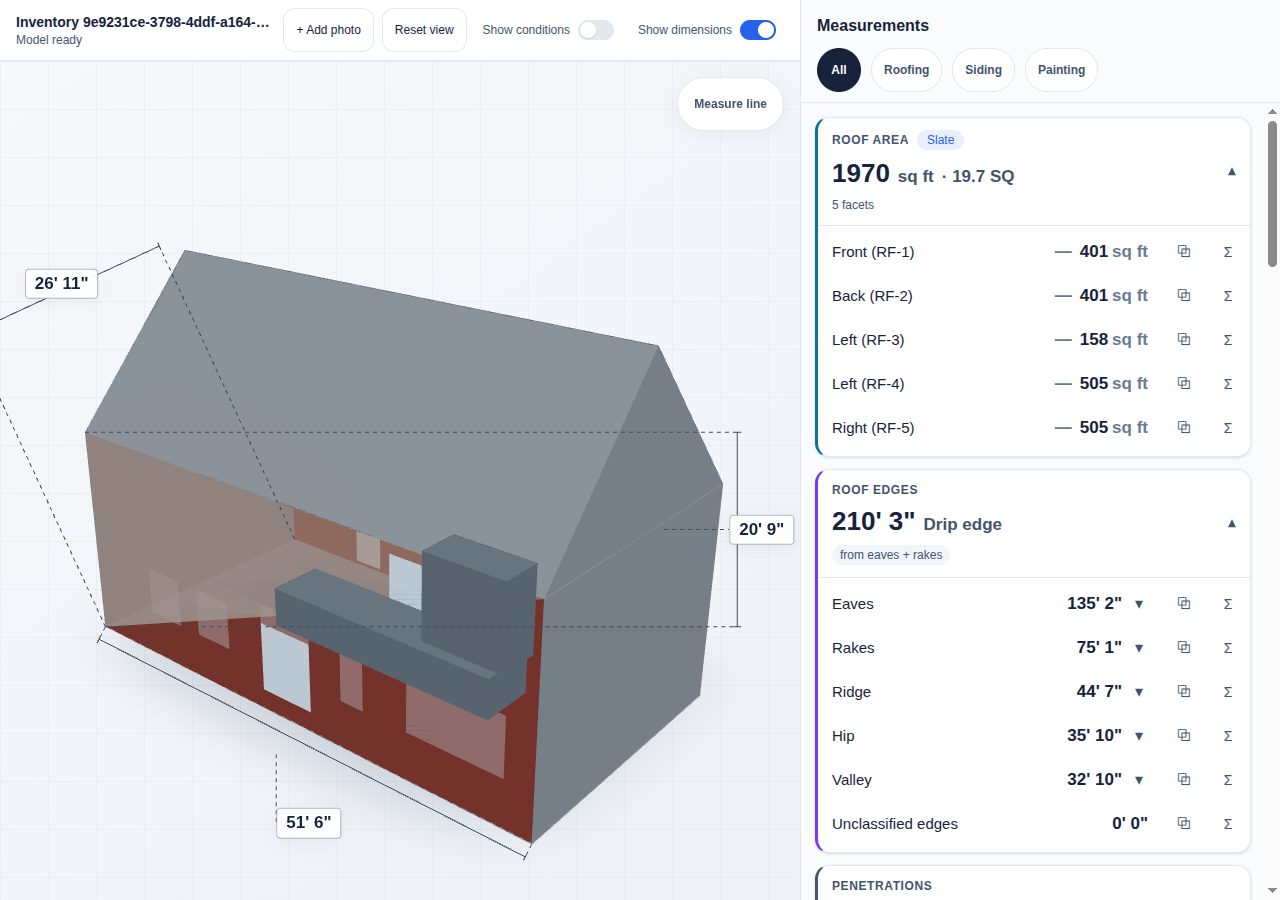 Inventory 9e9231ce-3798-4ddf-a164-...
Model ready
+ Add photo
Reset view
Show conditions
Show dimensions
Measure line
26' 11"
20' 9"
51' 6"
Measurements
All
Roofing
Siding
Painting
ROOF AREA
Slate
1970 sq ft · 19.7 SQ
▲
5 facets
Front (RF-1) — 401 sq ft Σ
Back (RF-2) — 401 sq ft Σ
Left (RF-3) — 158 sq ft Σ
Left (RF-4) — 505 sq ft Σ
Right (RF-5) — 505 sq ft Σ
ROOF EDGES
210' 3" Drip edge
▲
from eaves + rakes
Eaves 135' 2" ▼ Σ
Rakes 75' 1" ▼ Σ
Ridge 44' 7" ▼ Σ
Hip 35' 10" ▼ Σ
Valley 32' 10" ▼ Σ
Unclassified edges 0' 0" Σ
PENETRATIONS